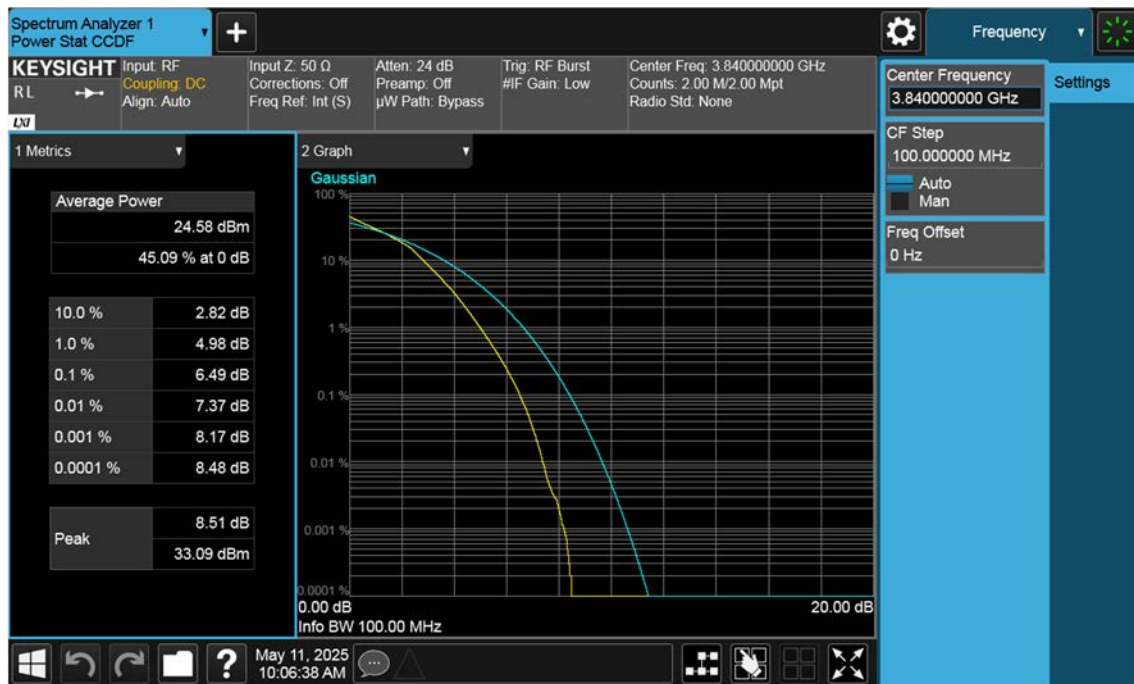 Spectrum Analyzer 1
Power Stat CCDF
+
Frequency
KEYSIGHT
RL
LXI
Input: RF
Coupling: DC
Align: Auto
Input Z: 50 Ω
Corrections: Off
Freq Ref: Int (S)
Atten: 24 dB
Preamp: Off
µW Path: Bypass
Trig: RF Burst
#IF Gain: Low
Center Freq: 3.840000000 GHz
Counts: 2.00 M/2.00 Mpt
Radio Std: None
Center Frequency
3.840000000 GHz
Settings
CF Step
100.000000 MHz
Auto
Man
Freq Offset
0 Hz
1 Metrics
Average Power
24.58 dBm
45.09 % at 0 dB
10.0 % 2.82 dB
1.0 % 4.98 dB
0.1 % 6.49 dB
0.01 % 7.37 dB
0.001 % 8.17 dB
0.0001 % 8.48 dB
Peak
8.51 dB
33.09 dBm
2 Graph
Gaussian
100 %
10 %
1 %
0.1 %
0.01 %
0.001 %
0.0001 %
0.00 dB 20.00 dB
Info BW 100.00 MHz
?
May 11, 2025
10:06:38 AM